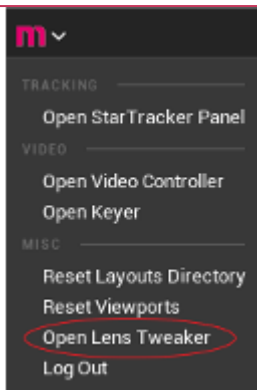 m
TRACKING
Open StarTracker Panel
VIDEO
Open Video Controller
Open Keyer
MISC
Reset Layouts Directory
Reset Viewports
Open Lens Tweaker
Log Out